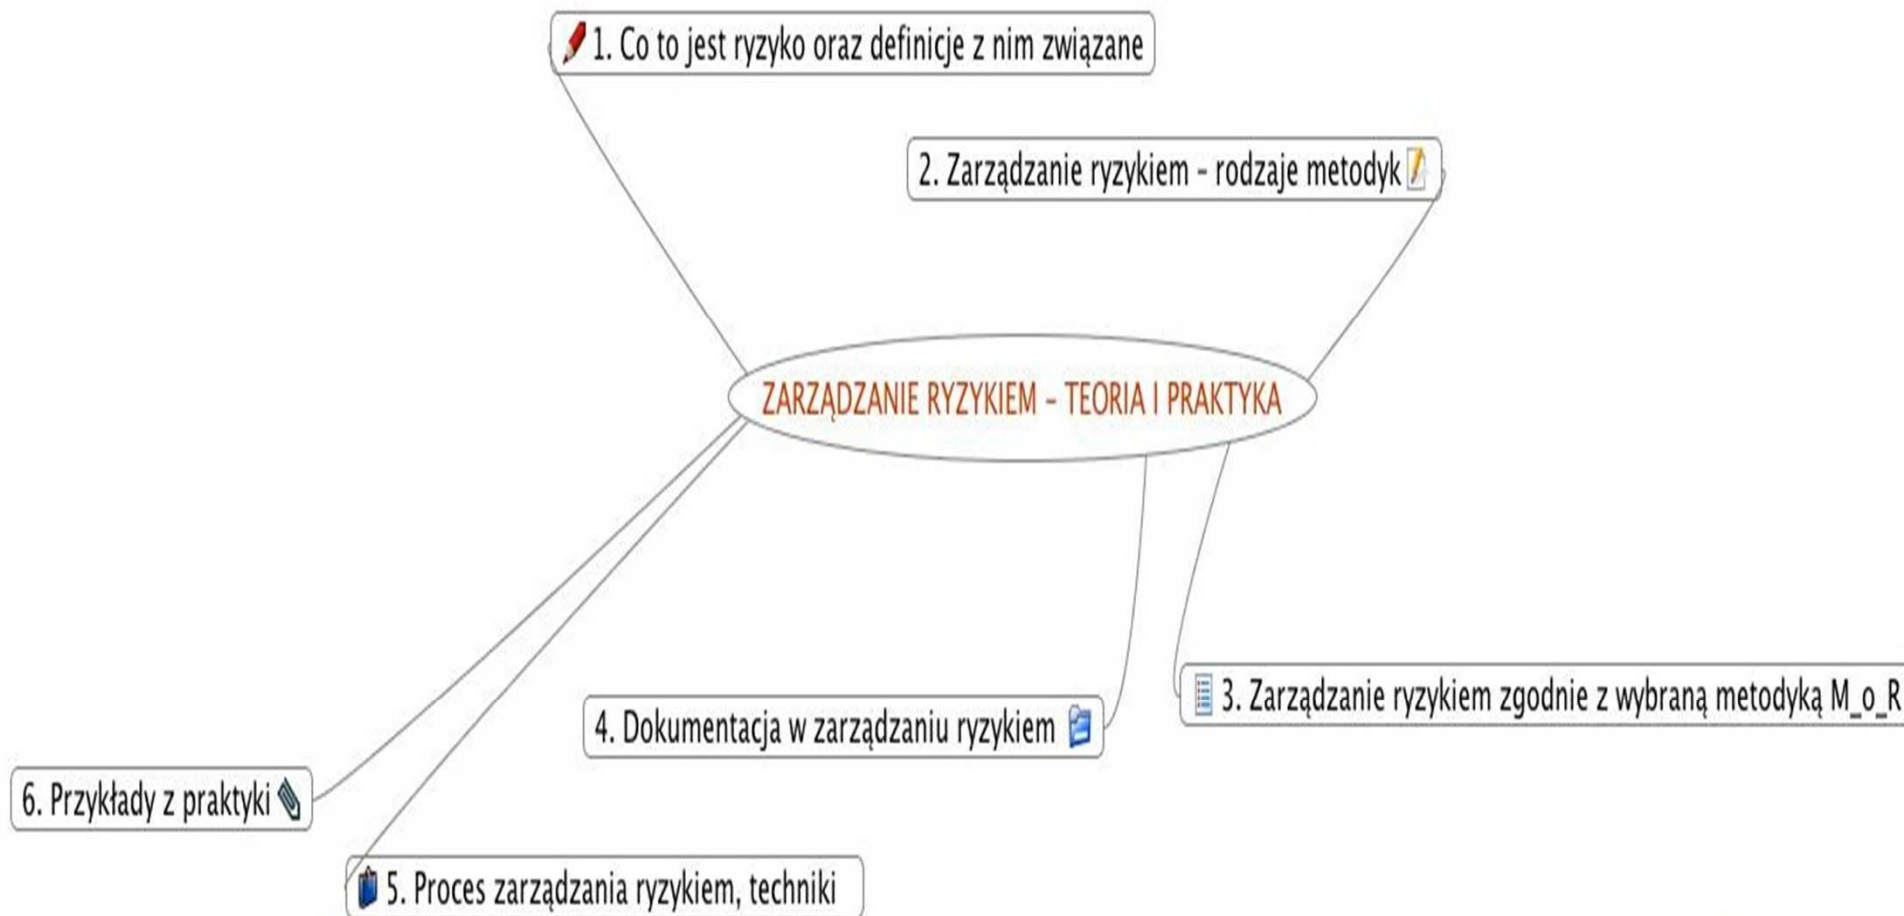 1. Co to jest ryzyko oraz definicje z nim związane
2. Zarządzanie ryzykiem – rodzaje metodyk
ZARZĄDZANIE RYZYKIEM – TEORIA I PRAKTYKA
3. Zarządzanie ryzykiem zgodnie z wybraną metodyką M_o_R
4. Dokumentacja w zarządzaniu ryzykiem
6. Przykłady z praktyki
5. Proces zarządzania ryzykiem, techniki